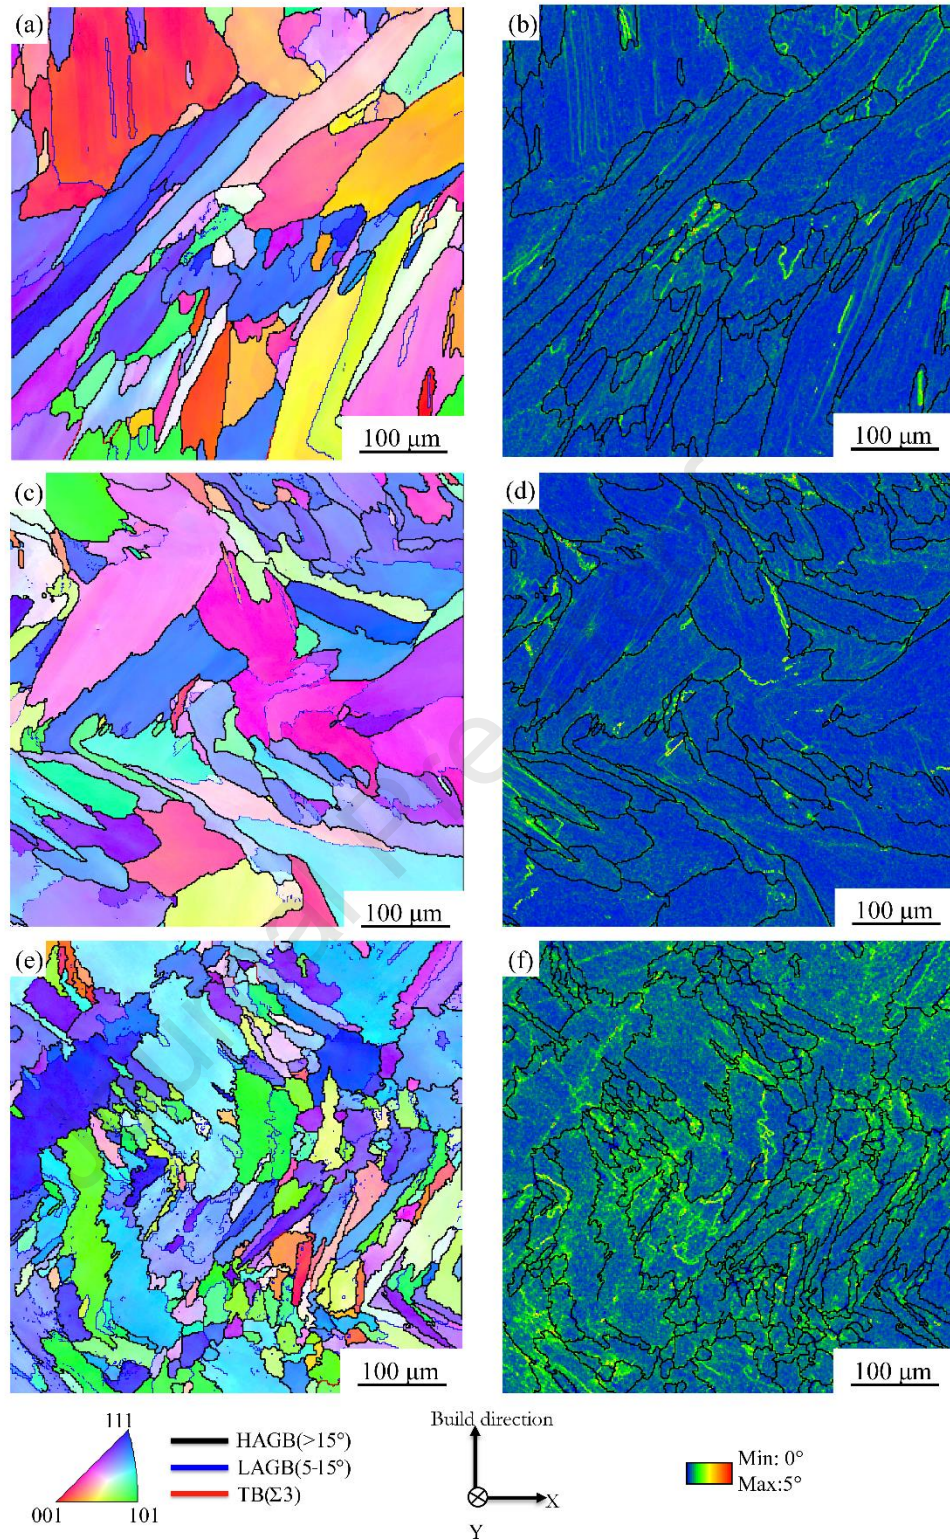 (a)
(b)
100 μm
100 μm
(c)
(d)
100 μm
100 μm
(e)
(f)
100 μm
100 μm
111
001
101
HAGB(>15°)
LAGB(5-15°)
TB(Σ3)
Build direction
X
Y
Min: 0°
Max:5°